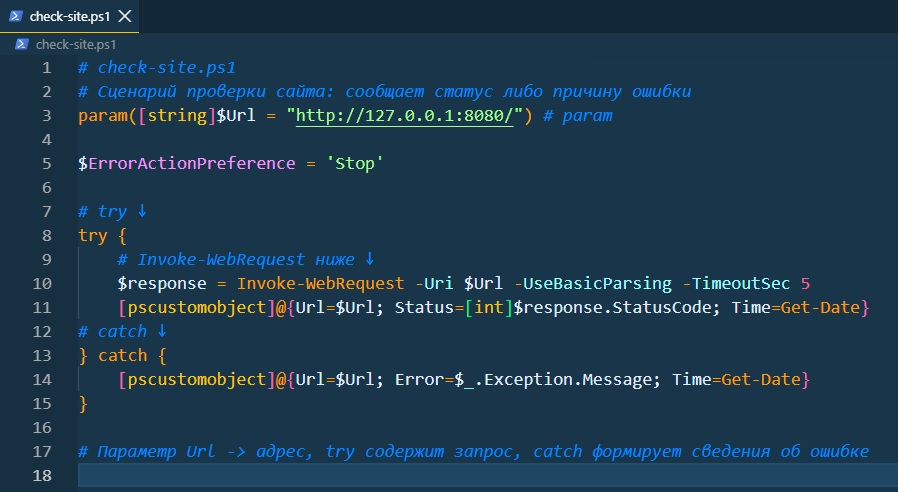 check-site.ps1
check-site.ps1
1 # check-site.ps1
2 # Сценарий проверки сайта: сообщает статус либо причину ошибки
3 param([string]$Url = "http://127.0.0.1:8080/") # param
4
5 $ErrorActionPreference = 'Stop'
6
7 # try ↓
8 try {
9     # Invoke-WebRequest ниже ↓
10     $response = Invoke-WebRequest -Uri $Url -UseBasicParsing -TimeoutSec 5
11     [pscustomobject]@{Url=$Url; Status=[int]$response.StatusCode; Time=Get-Date}
12 # catch ↓
13 } catch {
14     [pscustomobject]@{Url=$Url; Error=$_.Exception.Message; Time=Get-Date}
15 }
16
17 # Параметр Url -> адрес, try содержит запрос, catch формирует сведения об ошибке
18